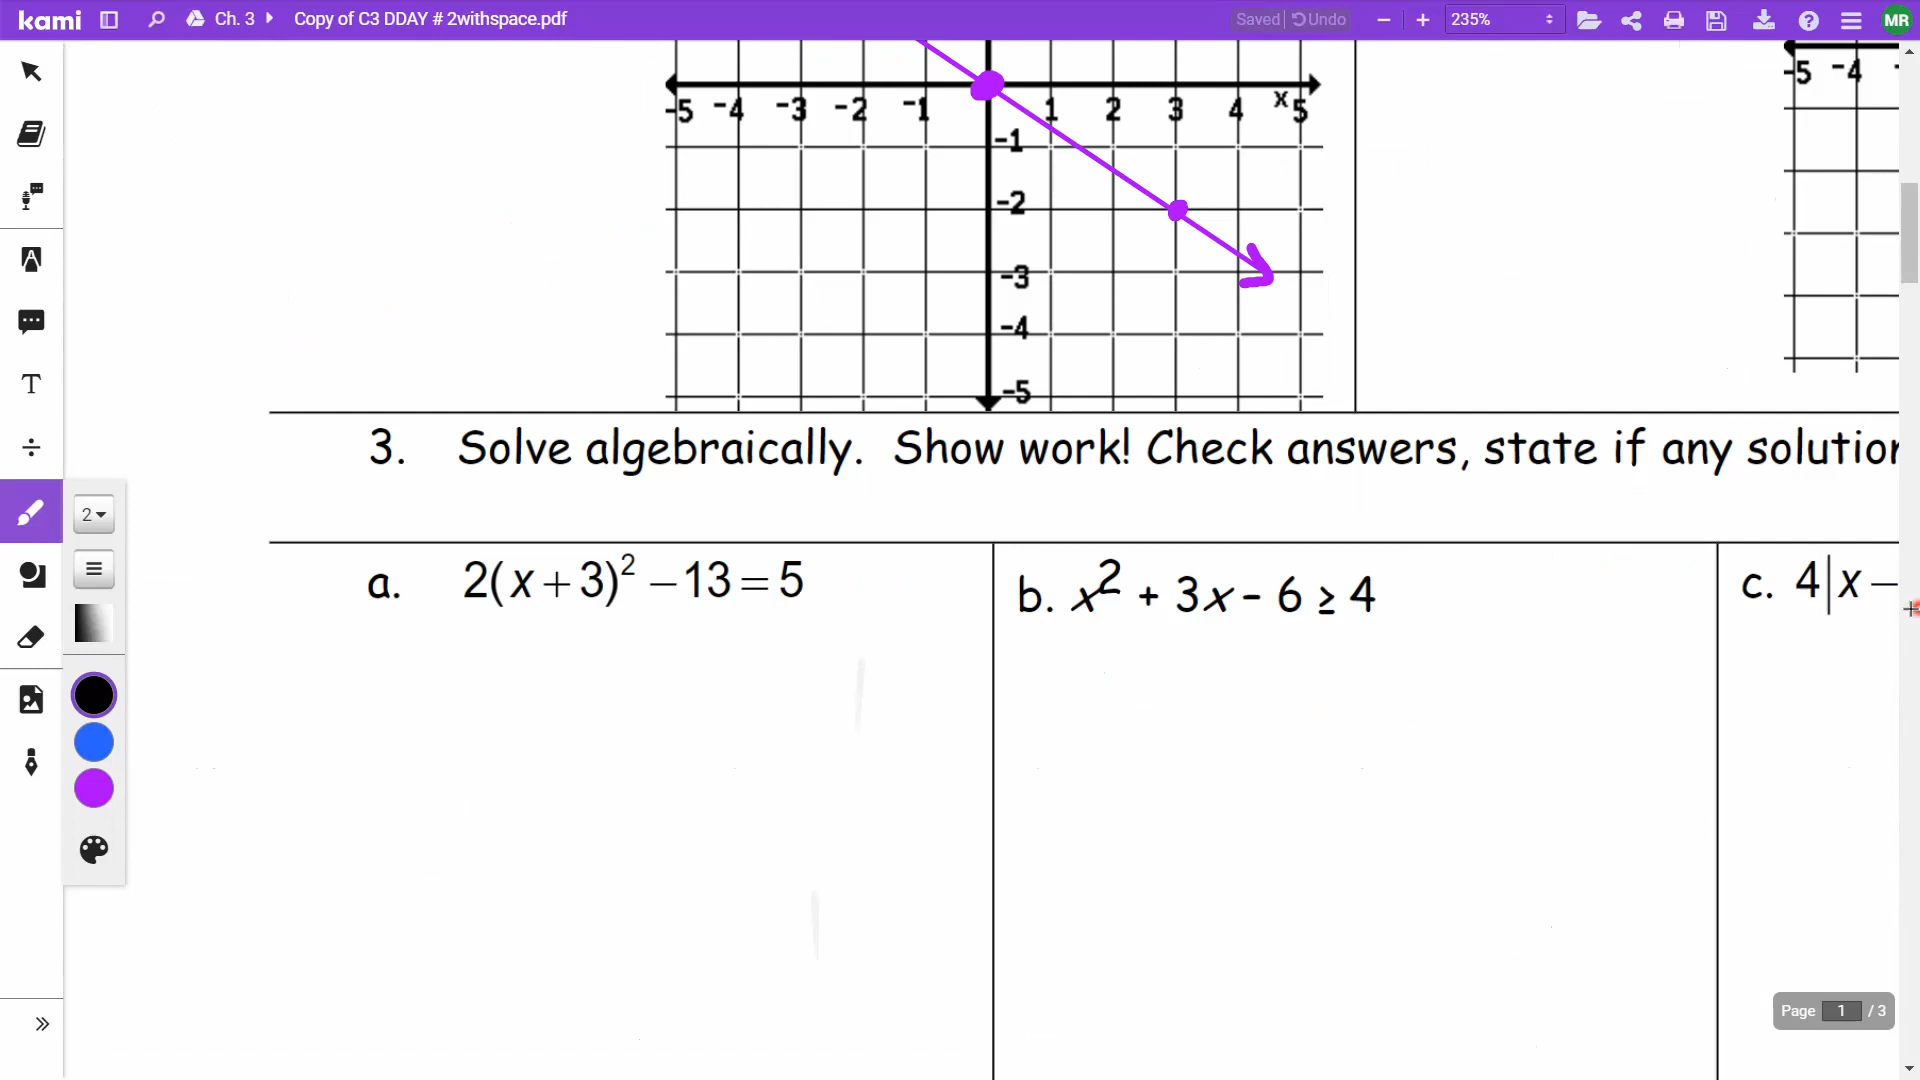 kami Ch. 3 Copy of C3 DDAY # 2withspace.pdf Saved Undo 235% MR
-5 -4 -3 -2 -1 1 2 3 4 x 5
-1
-2
-3
-4
-5
-5 -4
3. Solve algebraically. Show work! Check answers, state if any solution
a. 2(x+3)² −13=5
b. x² + 3x - 6 ≥ 4
c. 4|x −
T
2
Page 1 / 3